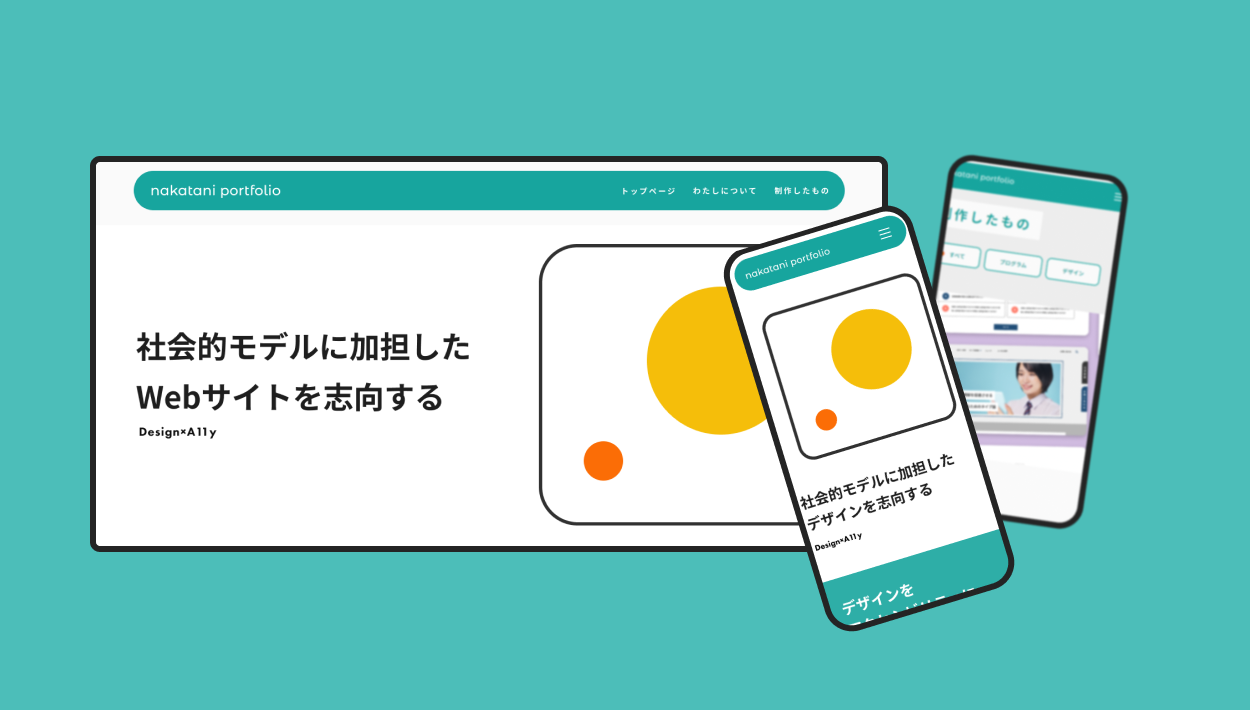 nakatani portfolio
トップページ
わたしについて
制作したもの
社会的モデルに加担した
Webサイトを志向する
Design×A11y
nakatani portfolio
社会的モデルに加担した
デザインを志向する
Design×A11y
デザインを
portfolio
作したもの
すべて
プログラム
デザイン